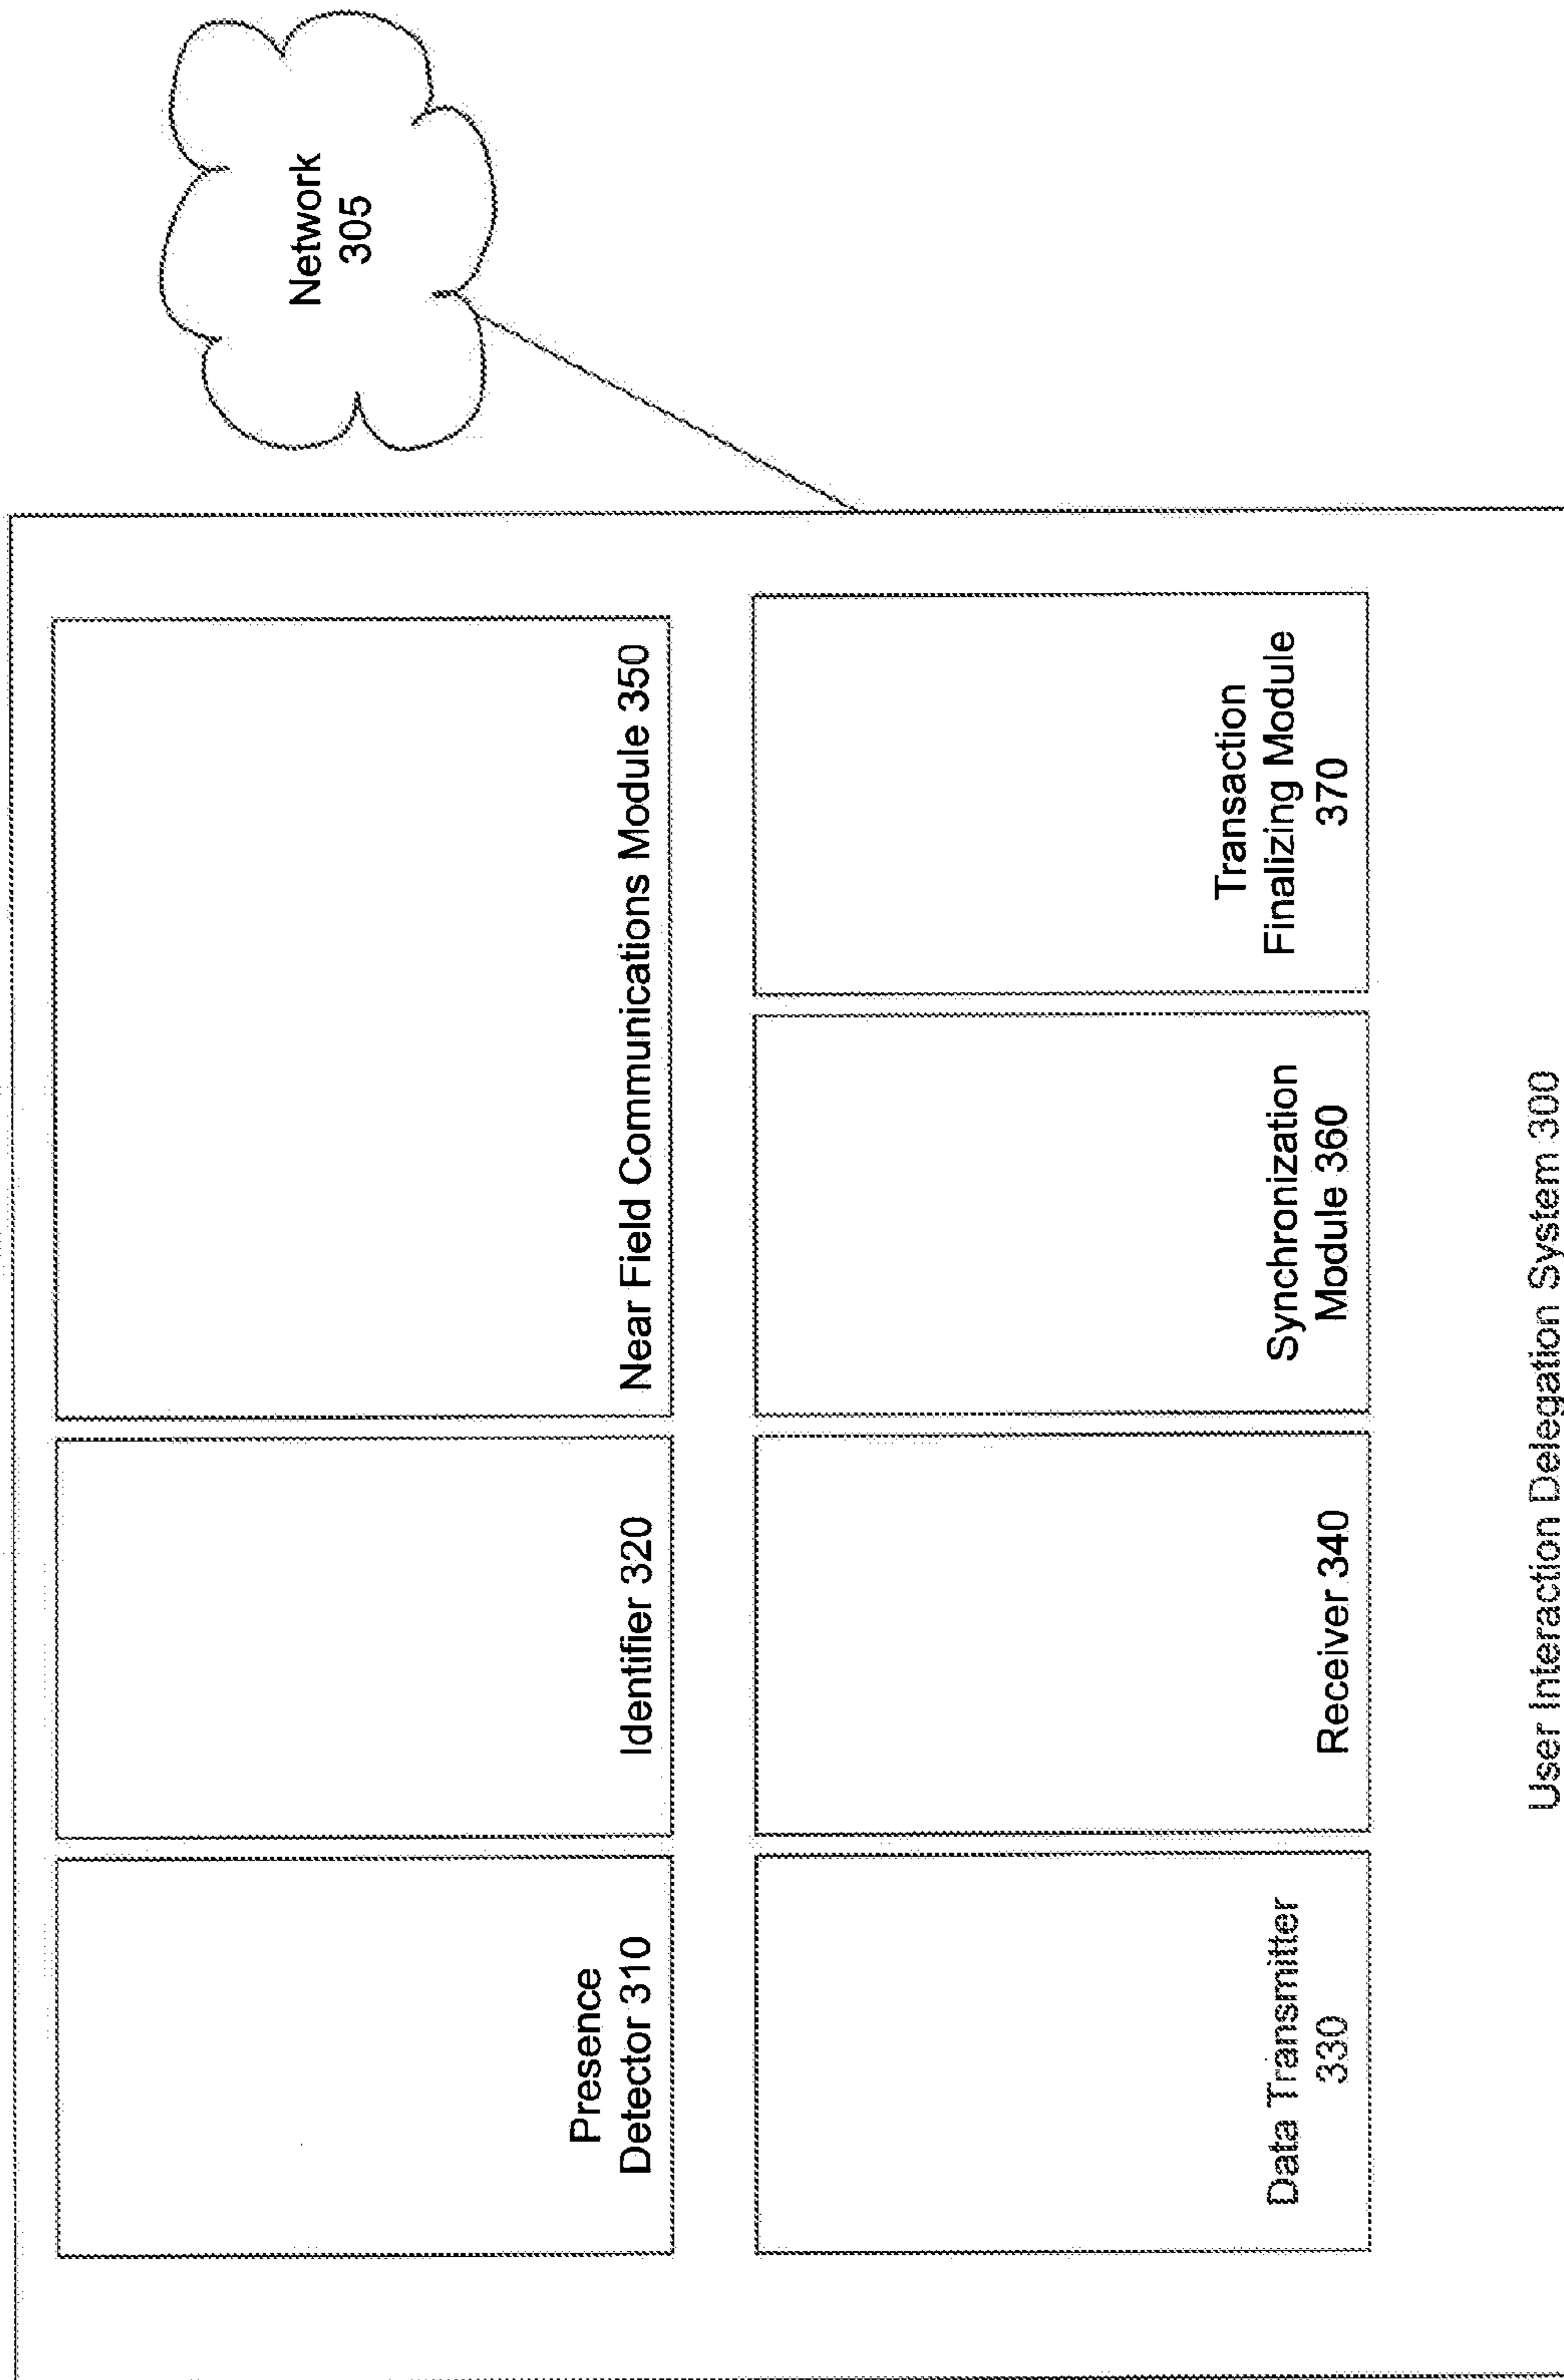 Network
305
Presence
Detector 310
Identifier 320
Near Field Communications Module 350
Data Transmitter
330
Receiver 340
Synchronization
Module 360
Transaction
Finalizing Module
370
User Interaction Delegation System 300